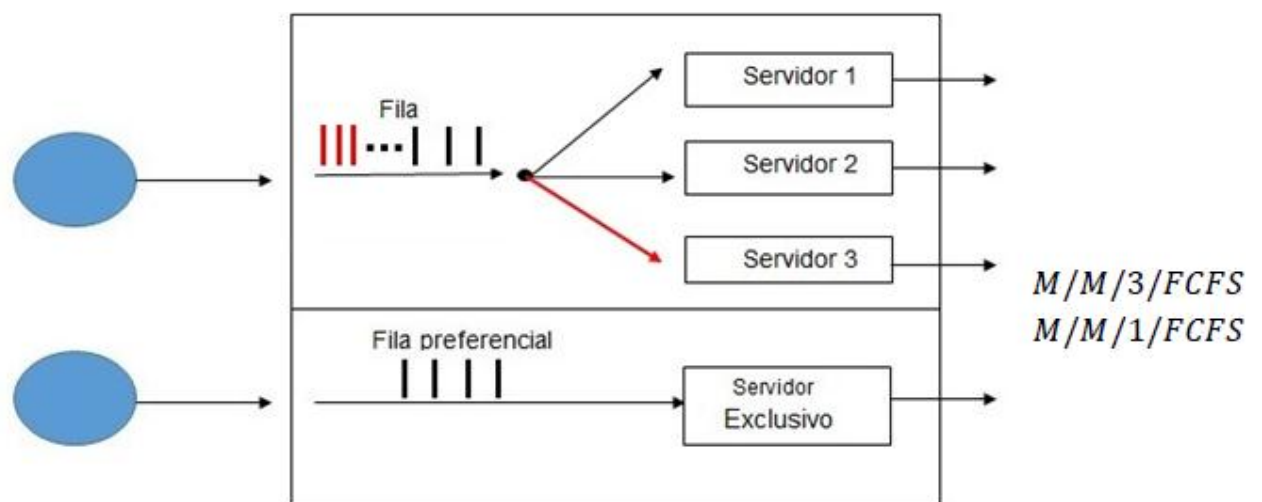 Servidor 1
Fila
Servidor 2
Servidor 3
M/M/3/FCFS
M/M/1/FCFS
Fila preferencial
Servidor
Exclusivo